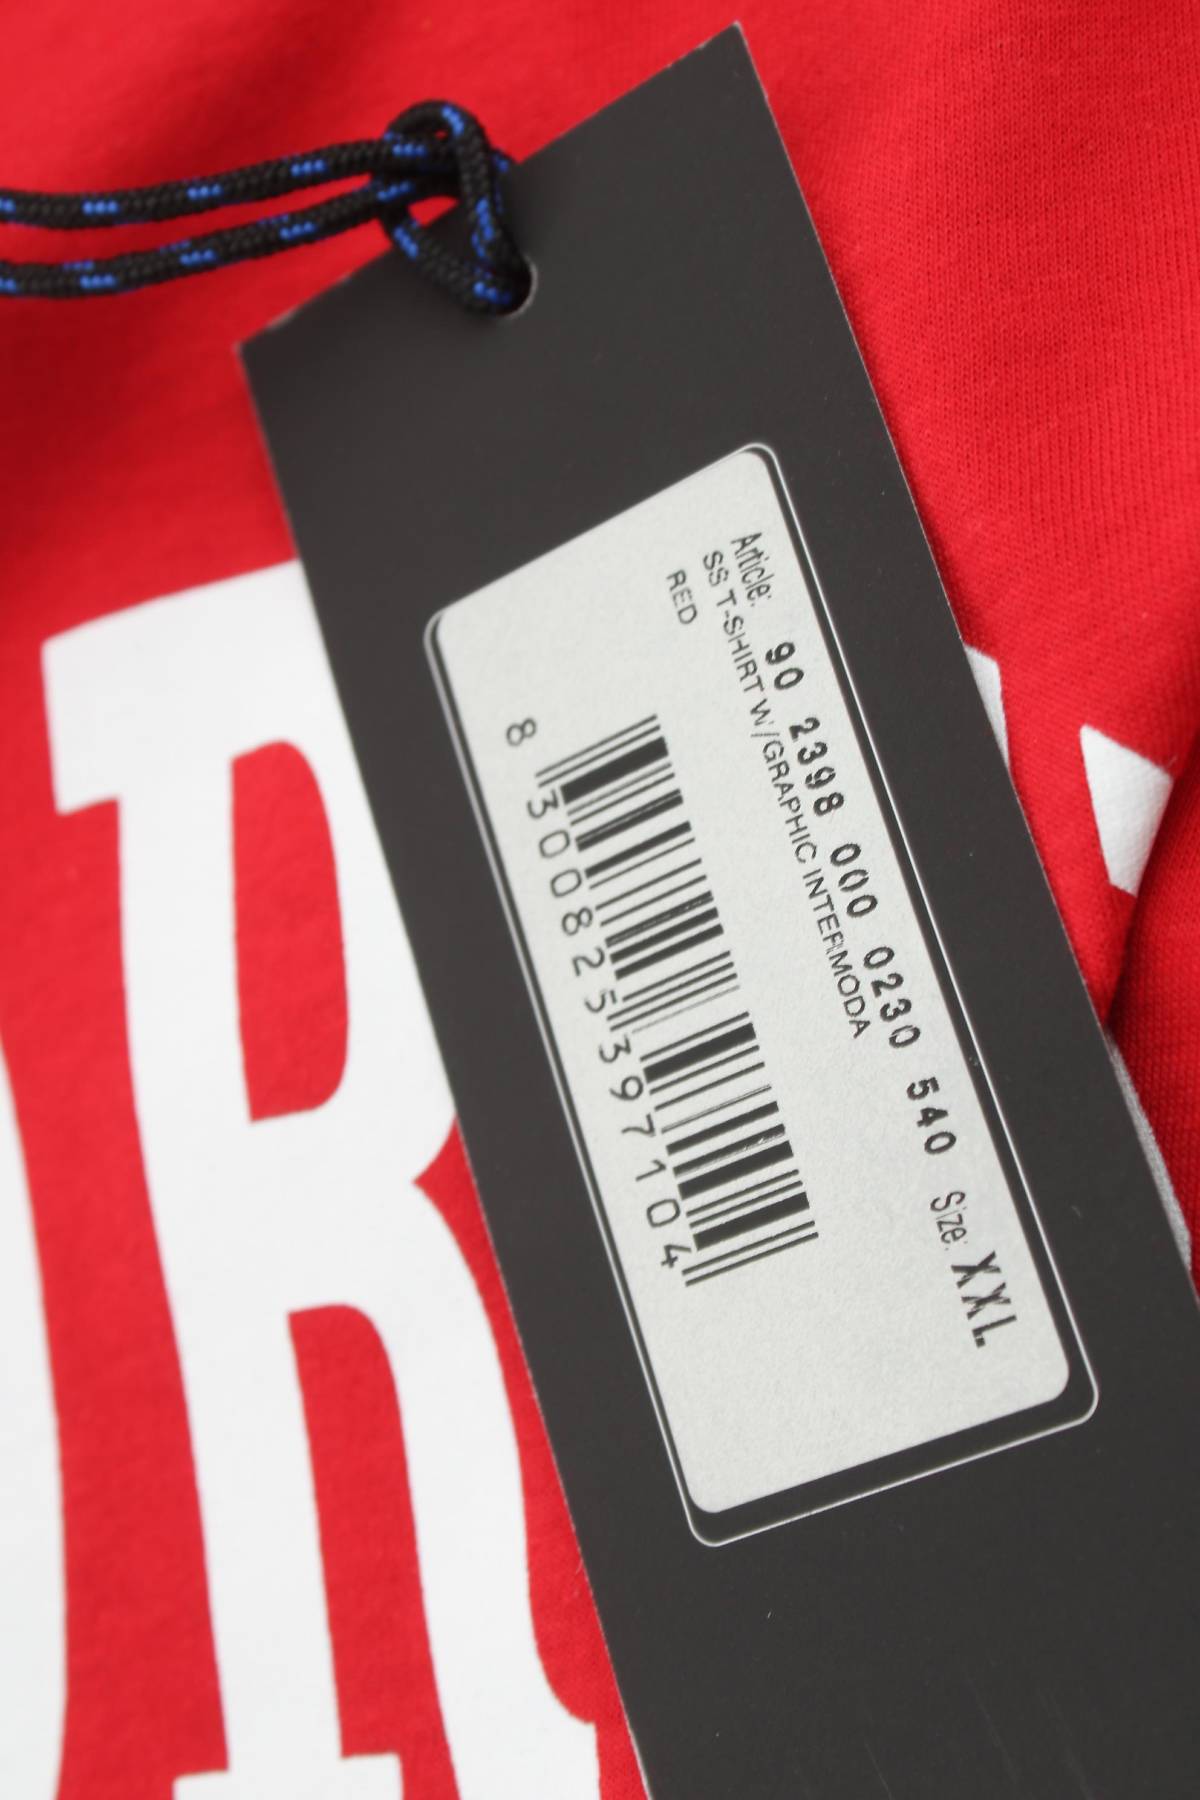 Article: 90 2398 000 0230 540 Size: XXL
SS T-SHIRT W/GRAPHIC INTERMODA
RED
8 300825 397104
R